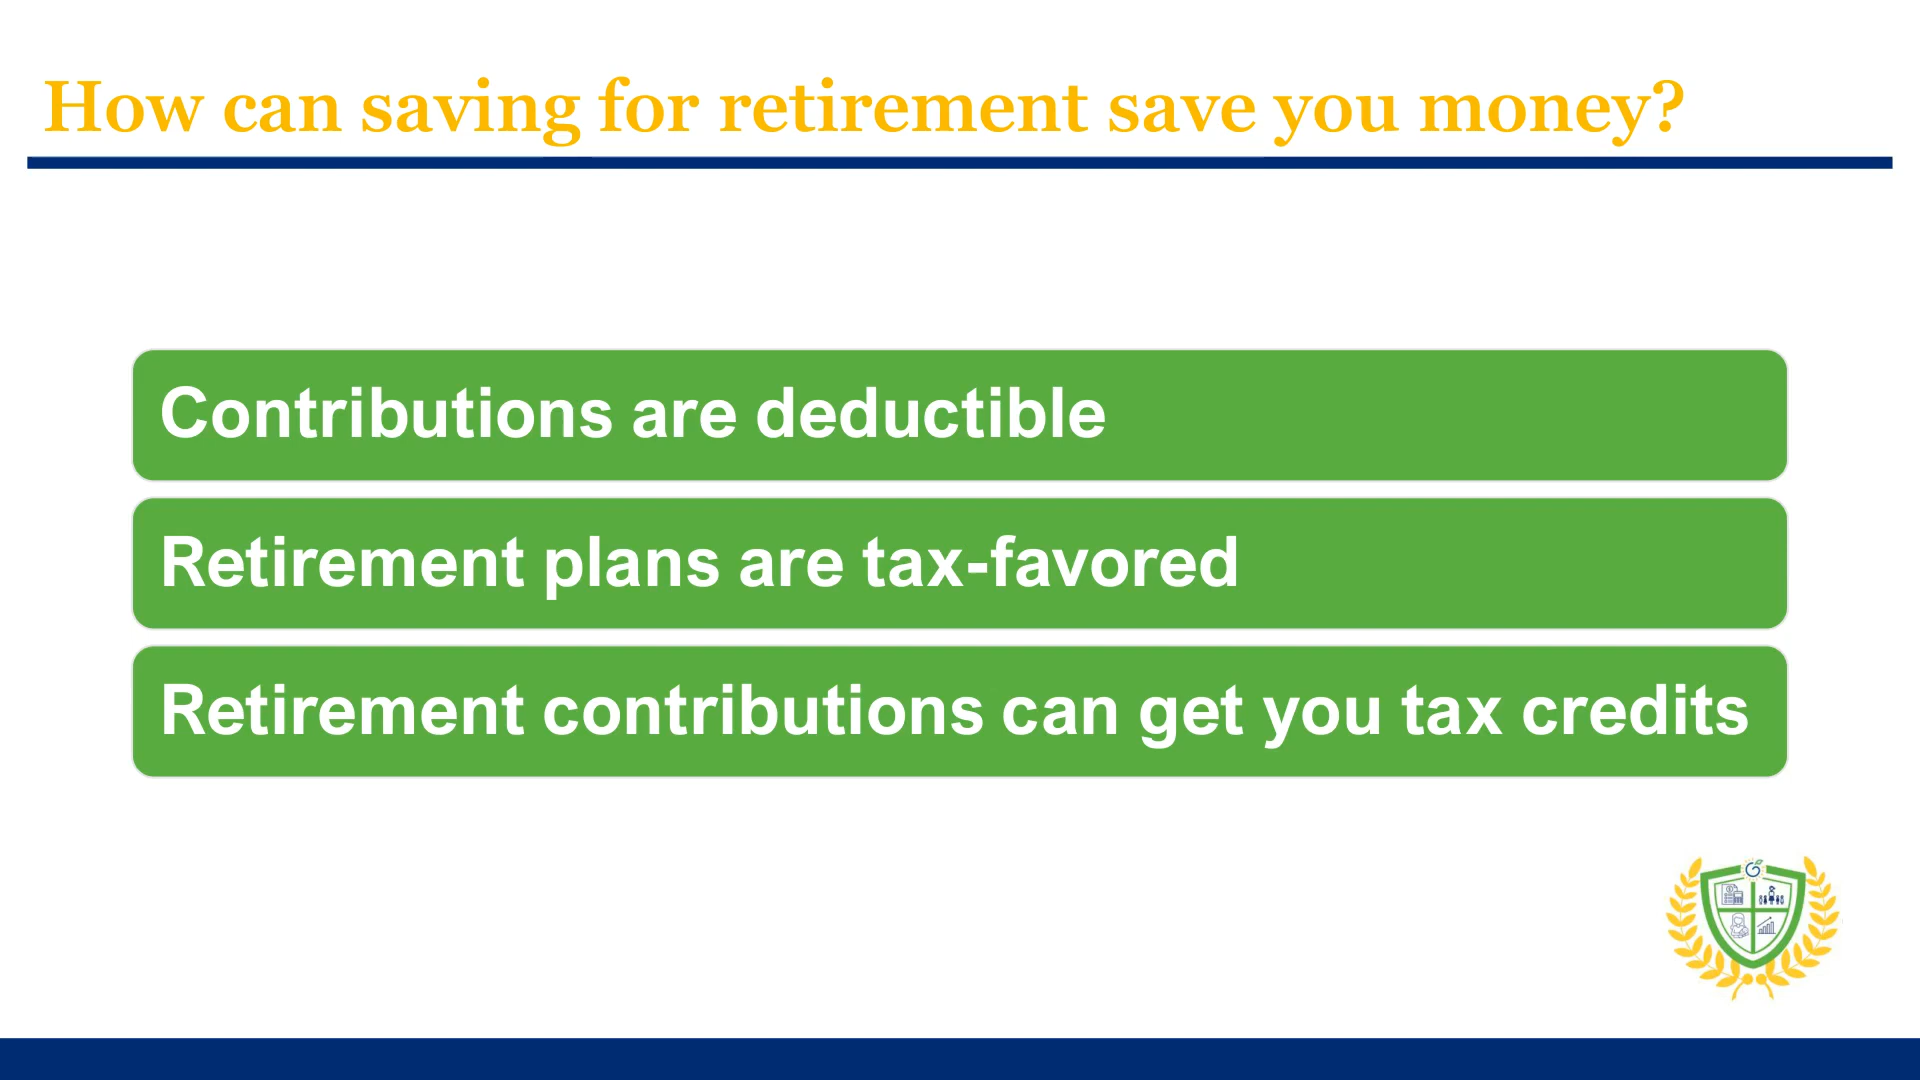 How can saving for retirement save you money?
Contributions are deductible
Retirement plans are tax-favored
Retirement contributions can get you tax credits